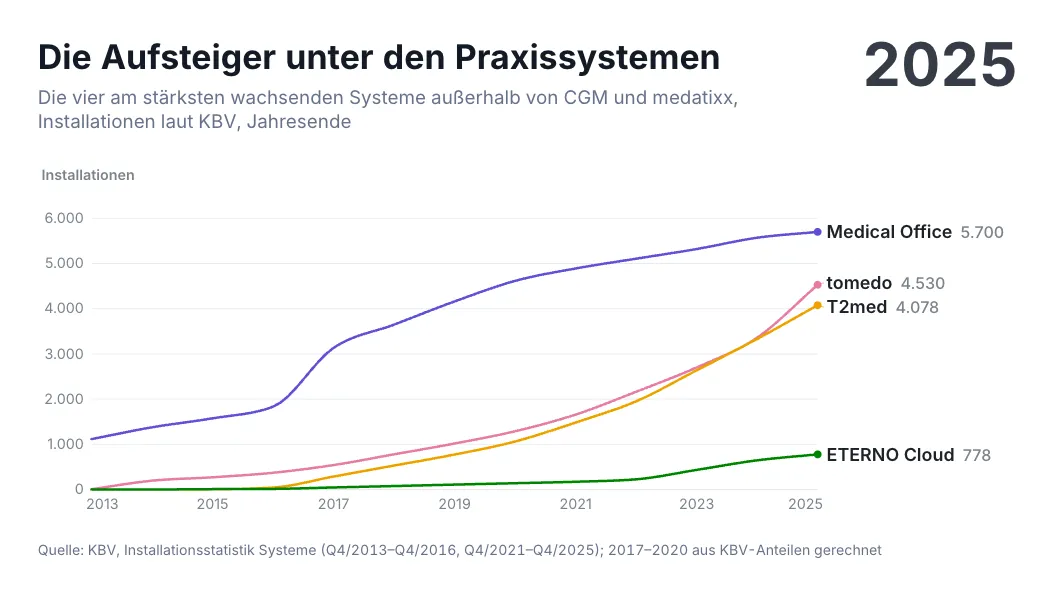 Die Aufsteiger unter den Praxissystemen
2025
Die vier am stärksten wachsenden Systeme außerhalb von CGM und medatixx,
Installationen laut KBV, Jahresende
Installationen
6.000
5.000
4.000
3.000
2.000
1.000
0
Medical Office 5.700
tomedo 4.530
T2med 4.078
ETERNO Cloud 778
2013 2015 2017 2019 2021 2023 2025
Quelle: KBV, Installationsstatistik Systeme (Q4/2013–Q4/2016, Q4/2021–Q4/2025); 2017–2020 aus KBV-Anteilen gerechnet